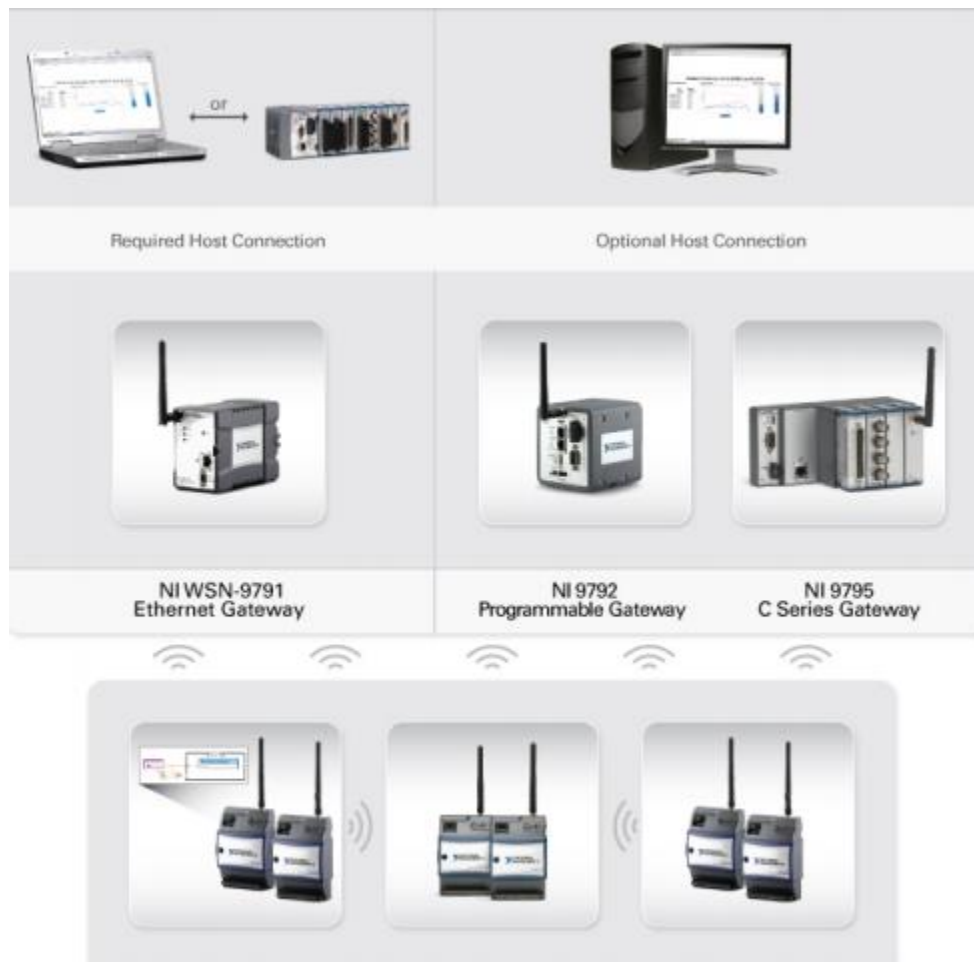 or
Required Host Connection
Optional Host Connection
NI WSN-9791
Ethernet Gateway
NI 9792
Programmable Gateway
NI 9795
C Series Gateway